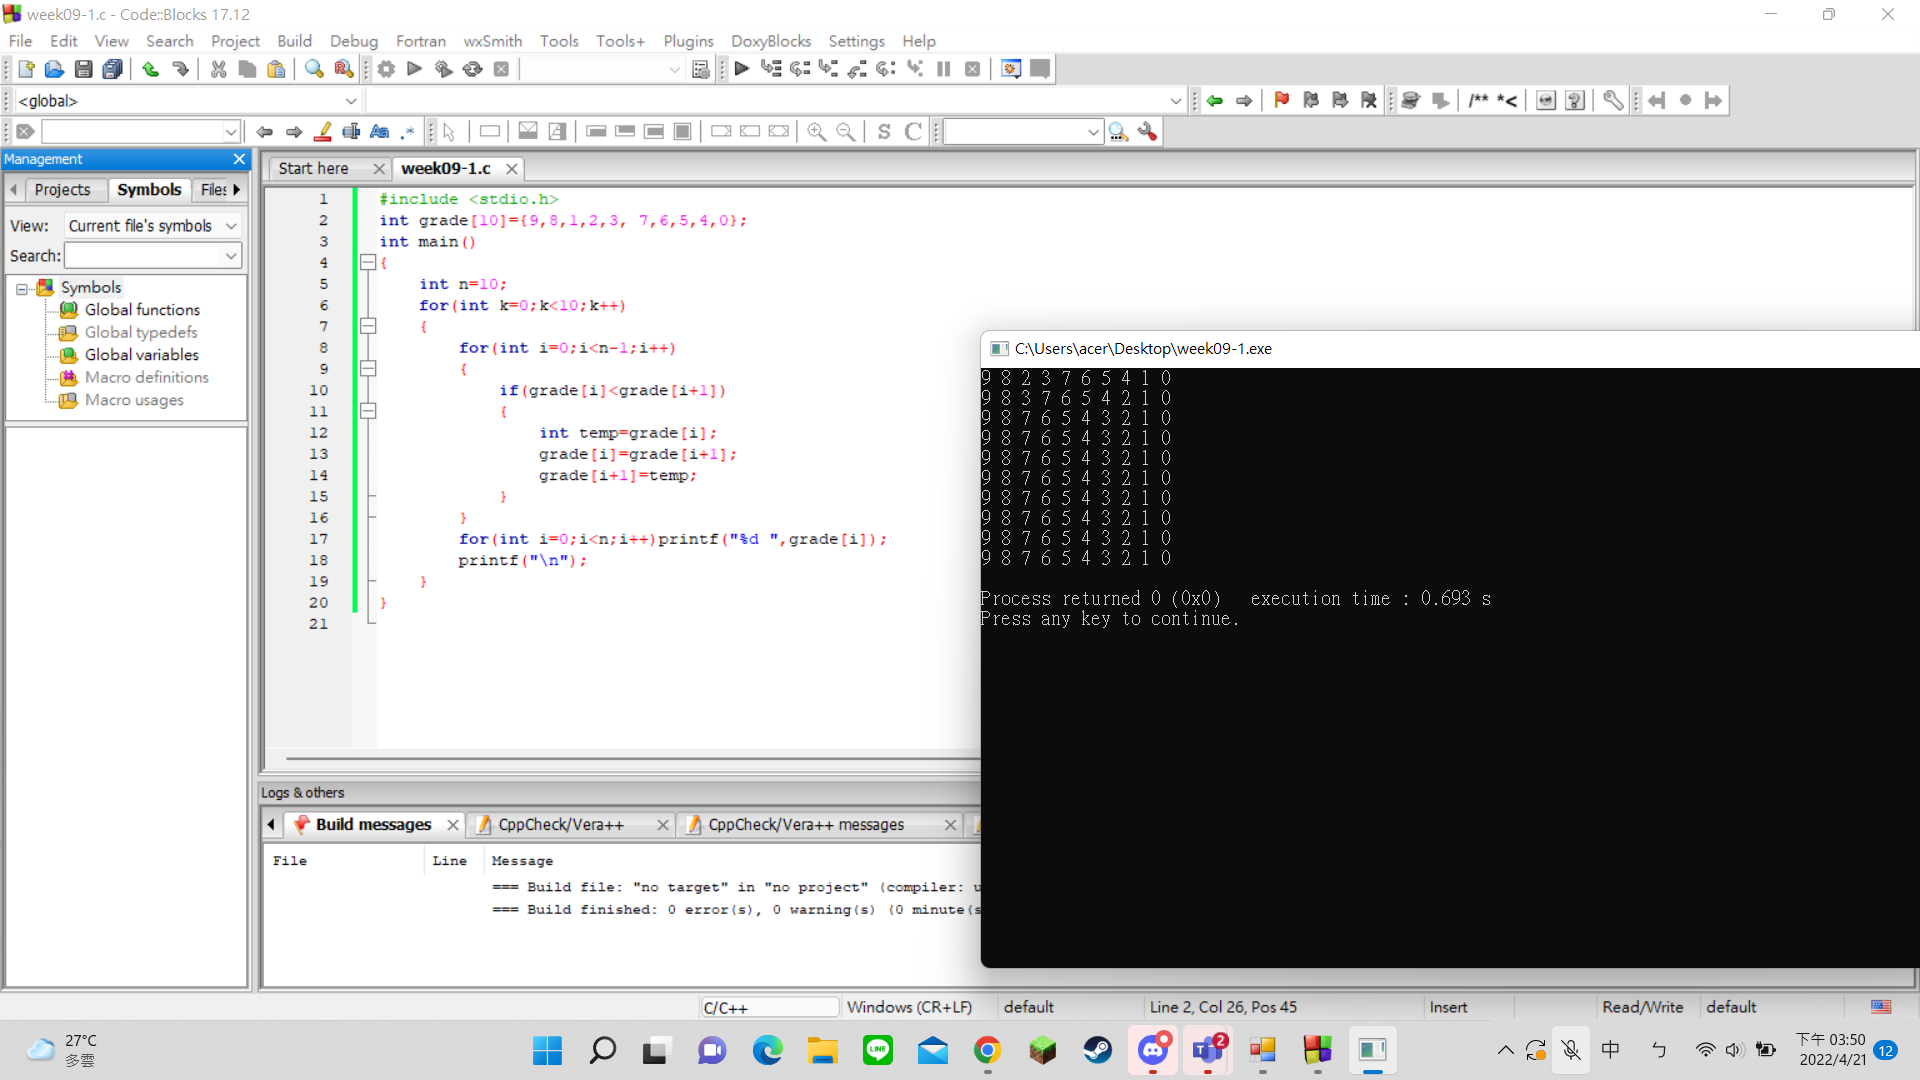 week09-1.c - Code::Blocks 17.12
File Edit View Search Project Build Debug Fortran wxSmith Tools Tools+ Plugins DoxyBlocks Settings Help
<global>
/** *<
Aa .*
S C
Management
Start here
week09-1.c
Projects Symbols Files
View: Current file's symbols
Search:
Symbols
Global functions
Global typedefs
Global variables
Macro definitions
Macro usages
1 #include <stdio.h>
2 int grade[10]={9,8,1,2,3, 7,6,5,4,0};
3 int main()
4 {
5 int n=10;
6 for(int k=0;k<10;k++)
7 {
8 for(int i=0;i<n-1;i++)
9 {
10 if(grade[i]<grade[i+1])
11 {
12 int temp=grade[i];
13 grade[i]=grade[i+1];
14 grade[i+1]=temp;
15 }
16 }
17 for(int i=0;i<n;i++)printf("%d ",grade[i]);
18 printf("\n");
19 }
20 }
21
C:\Users\acer\Desktop\week09-1.exe
9 8 2 3 7 6 5 4 1 0
9 8 3 7 6 5 4 2 1 0
9 8 7 6 5 4 3 2 1 0
9 8 7 6 5 4 3 2 1 0
9 8 7 6 5 4 3 2 1 0
9 8 7 6 5 4 3 2 1 0
9 8 7 6 5 4 3 2 1 0
9 8 7 6 5 4 3 2 1 0
9 8 7 6 5 4 3 2 1 0
9 8 7 6 5 4 3 2 1 0
Process returned 0 (0x0) execution time : 0.693 s
Press any key to continue.
Logs & others
Build messages
CppCheck/Vera++
CppCheck/Vera++ messages
File Line Message
=== Build file: "no target" in "no project" (compiler: u
=== Build finished: 0 error(s), 0 warning(s) (0 minute(s
C/C++ Windows (CR+LF) default Line 2, Col 26, Pos 45 Insert Read/Write default
27°C
多雲
LINE
2
中
ㄅ
下午 03:50
2022/4/21
12